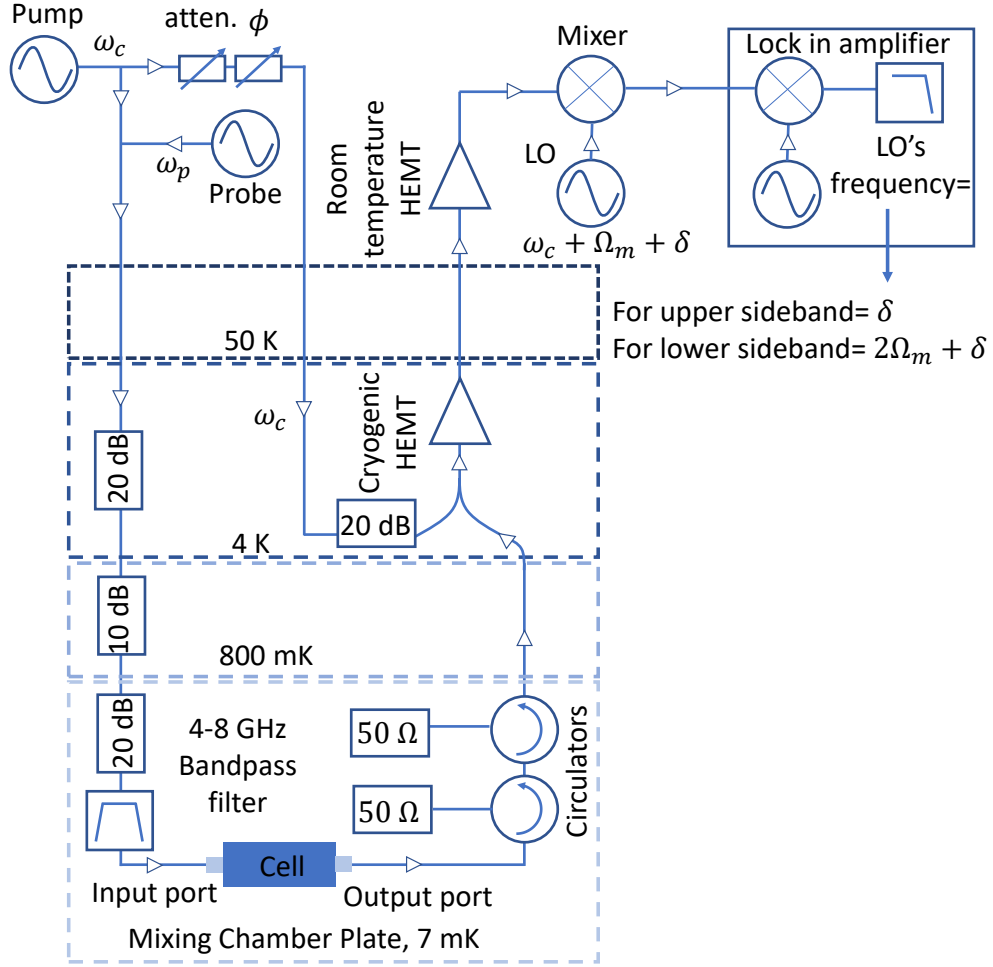 Pump
ω_c
atten. ϕ
Mixer
Lock in amplifier
ω_p
Probe
Room
temperature
HEMT
LO
ω_c + Ω_m + δ
LO's
frequency=
For upper sideband= δ
For lower sideband= 2Ω_m + δ
50 K
ω_c
Cryogenic
HEMT
20 dB
20 dB
4 K
10 dB
800 mK
20 dB
4-8 GHz
Bandpass
filter
50 Ω
50 Ω
Circulators
Cell
Input port
Output port
Mixing Chamber Plate, 7 mK